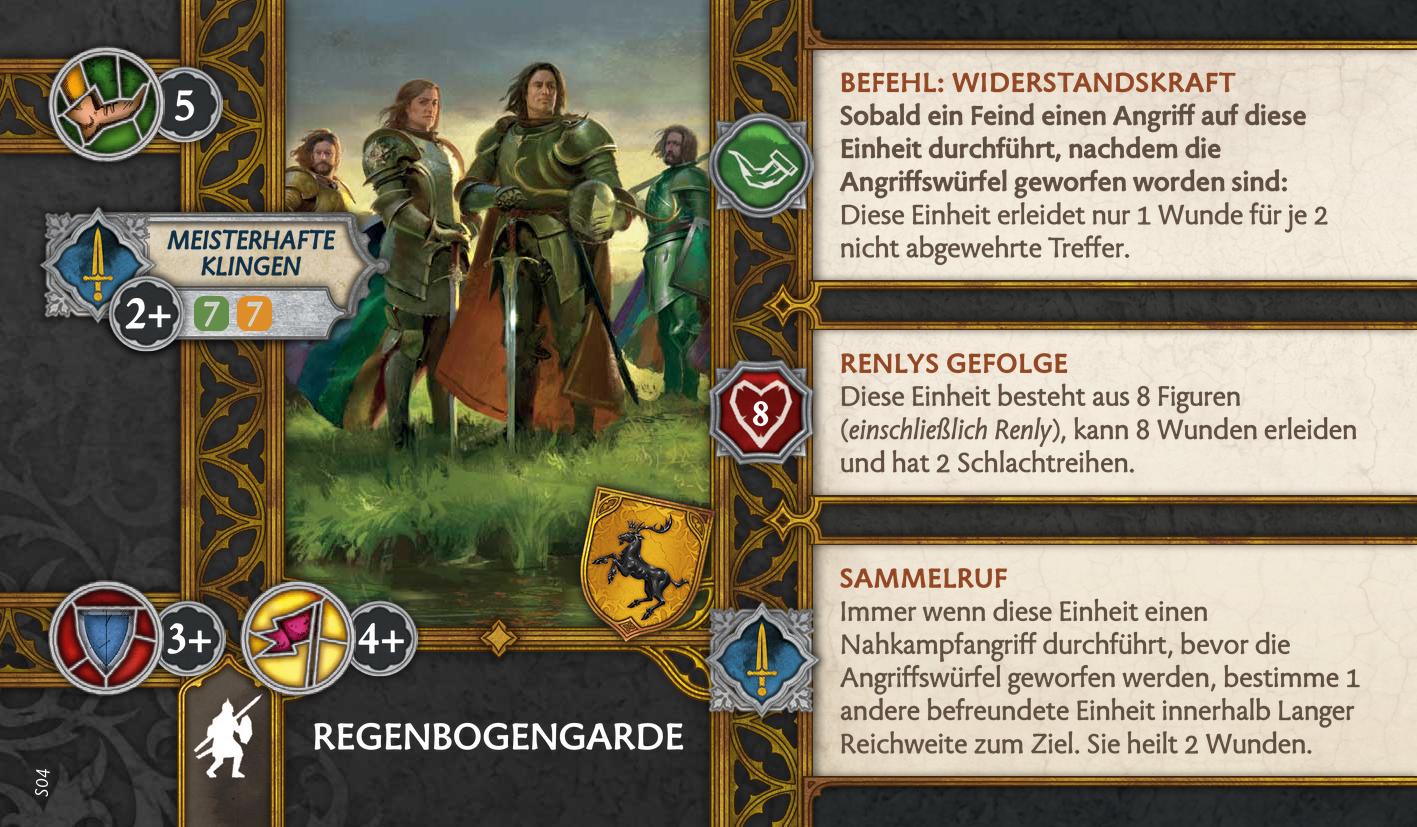 5
MEISTERHAFTE
KLINGEN
2+ 7 7
3+ 4+
REGENBOGENGARDE
S04
BEFEHL: WIDERSTANDSKRAFT
Sobald ein Feind einen Angriff auf diese
Einheit durchführt, nachdem die
Angriffswürfel geworfen worden sind:
Diese Einheit erleidet nur 1 Wunde für je 2
nicht abgewehrte Treffer.
8
RENLYS GEFOLGE
Diese Einheit besteht aus 8 Figuren
(einschließlich Renly), kann 8 Wunden erleiden
und hat 2 Schlachtreihen.
SAMMELRUF
Immer wenn diese Einheit einen
Nahkampfangriff durchführt, bevor die
Angriffswürfel geworfen werden, bestimme 1
andere befreundete Einheit innerhalb Langer
Reichweite zum Ziel. Sie heilt 2 Wunden.